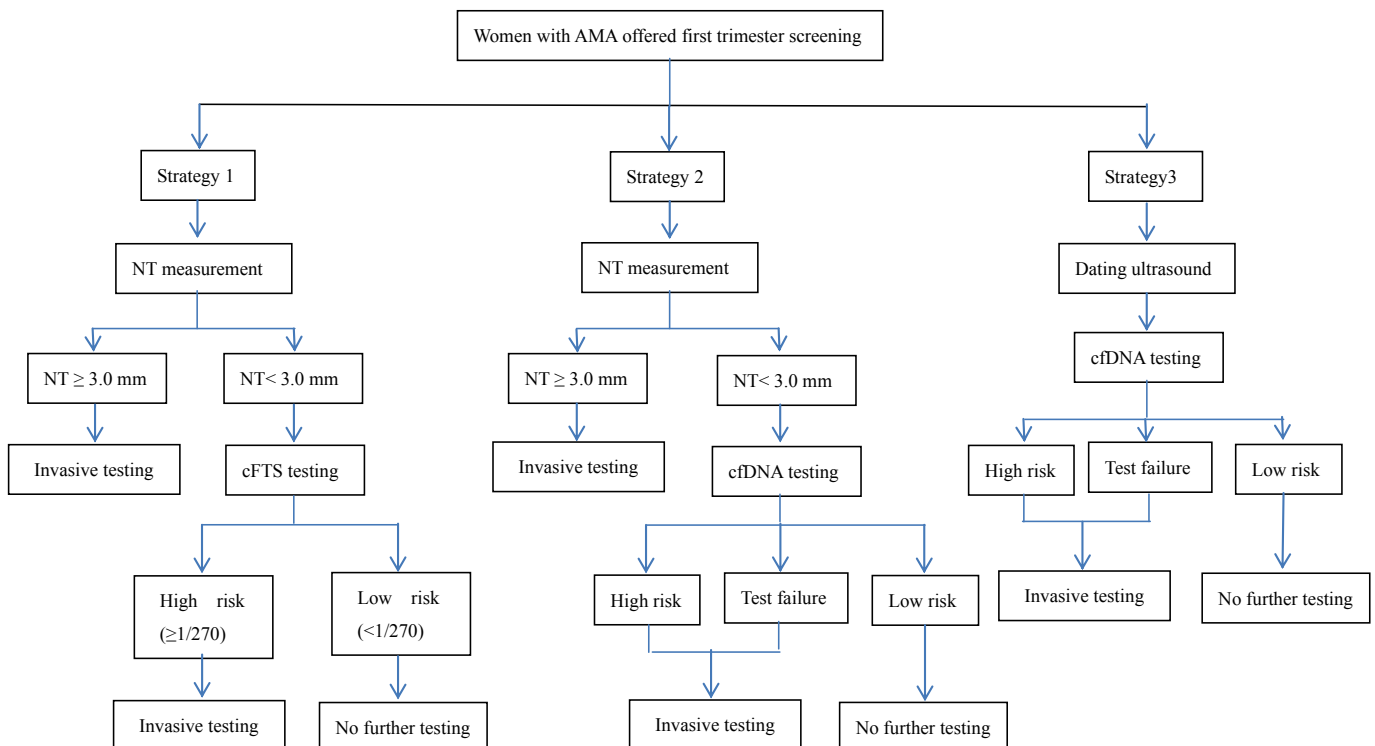 Women with AMA offered first trimester screening
Strategy 1
Strategy 2
Strategy3
NT measurement
NT measurement
Dating ultrasound
NT ≥ 3.0 mm
NT< 3.0 mm
NT ≥ 3.0 mm
NT< 3.0 mm
cfDNA testing
Invasive testing
cFTS testing
Invasive testing
cfDNA testing
High risk
Test failure
Low risk
High risk
(≥1/270)
Low risk
(<1/270)
High risk
Test failure
Low risk
Invasive testing
No further testing
Invasive testing
No further testing
Invasive testing
No further testing